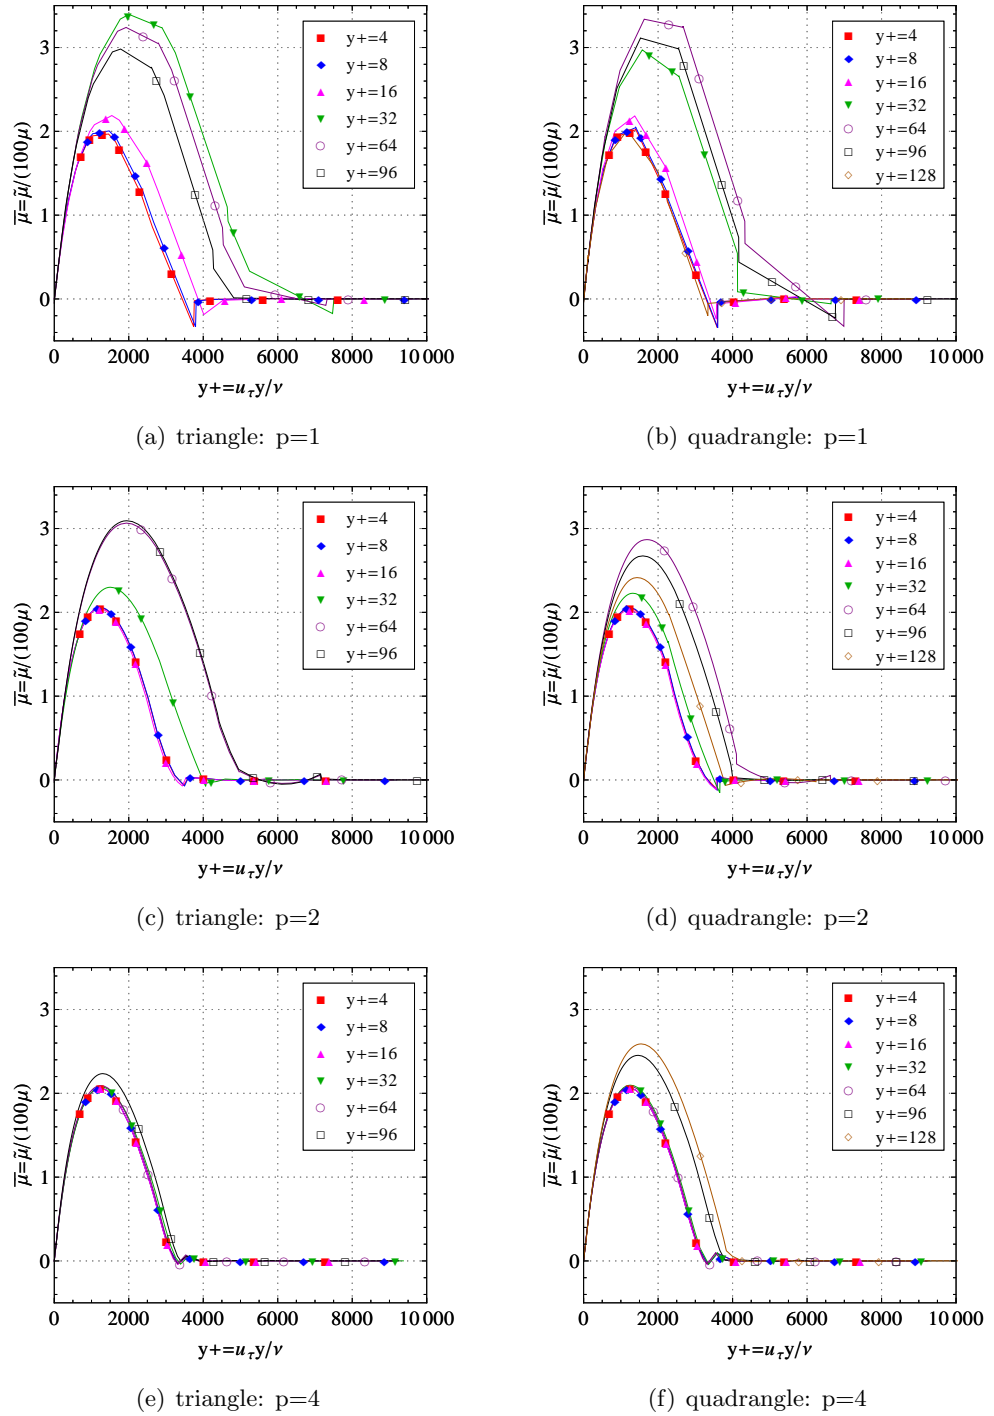 3
2
1
0
μ̅=μ̃/(100μ)
y+=4
y+=8
y+=16
y+=32
y+=64
y+=96
0 2000 4000 6000 8000 10 000
y+=uτy/ν
(a) triangle: p=1
3
2
1
0
μ̅=μ̃/(100μ)
y+=4
y+=8
y+=16
y+=32
y+=64
y+=96
y+=128
0 2000 4000 6000 8000 10 000
y+=uτy/ν
(b) quadrangle: p=1
3
2
1
0
μ̅=μ̃/(100μ)
y+=4
y+=8
y+=16
y+=32
y+=64
y+=96
0 2000 4000 6000 8000 10 000
y+=uτy/ν
(c) triangle: p=2
3
2
1
0
μ̅=μ̃/(100μ)
y+=4
y+=8
y+=16
y+=32
y+=64
y+=96
y+=128
0 2000 4000 6000 8000 10 000
y+=uτy/ν
(d) quadrangle: p=2
3
2
1
0
μ̅=μ̃/(100μ)
y+=4
y+=8
y+=16
y+=32
y+=64
y+=96
0 2000 4000 6000 8000 10 000
y+=uτy/ν
(e) triangle: p=4
3
2
1
0
μ̅=μ̃/(100μ)
y+=4
y+=8
y+=16
y+=32
y+=64
y+=96
y+=128
0 2000 4000 6000 8000 10 000
y+=uτy/ν
(f) quadrangle: p=4